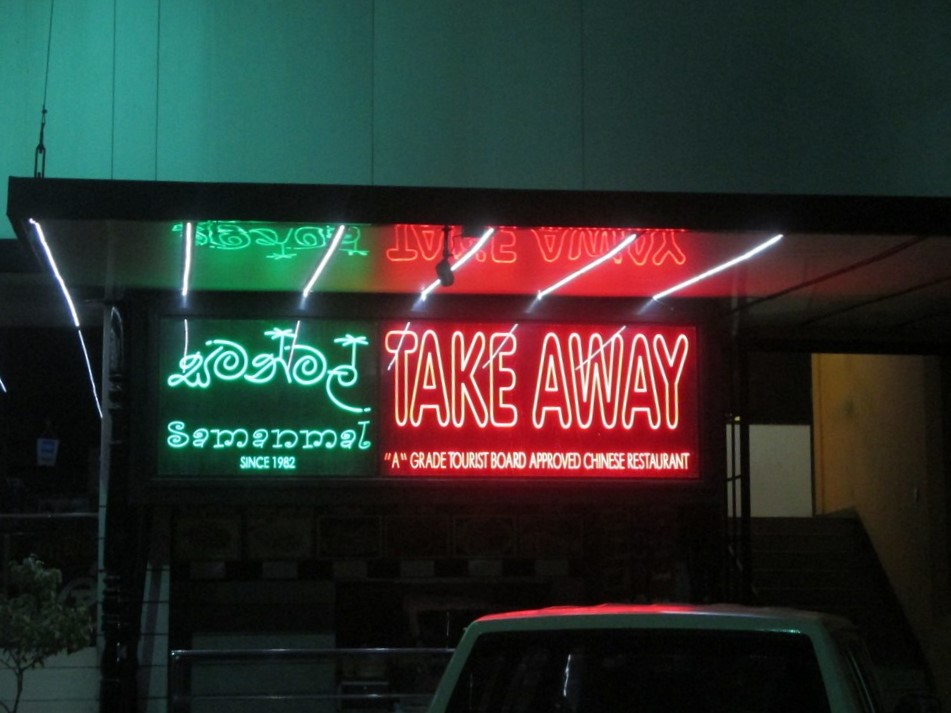 සමන්මල්
Samanmal
SINCE 1982
TAKE AWAY
"A" GRADE TOURIST BOARD APPROVED CHINESE RESTAURANT